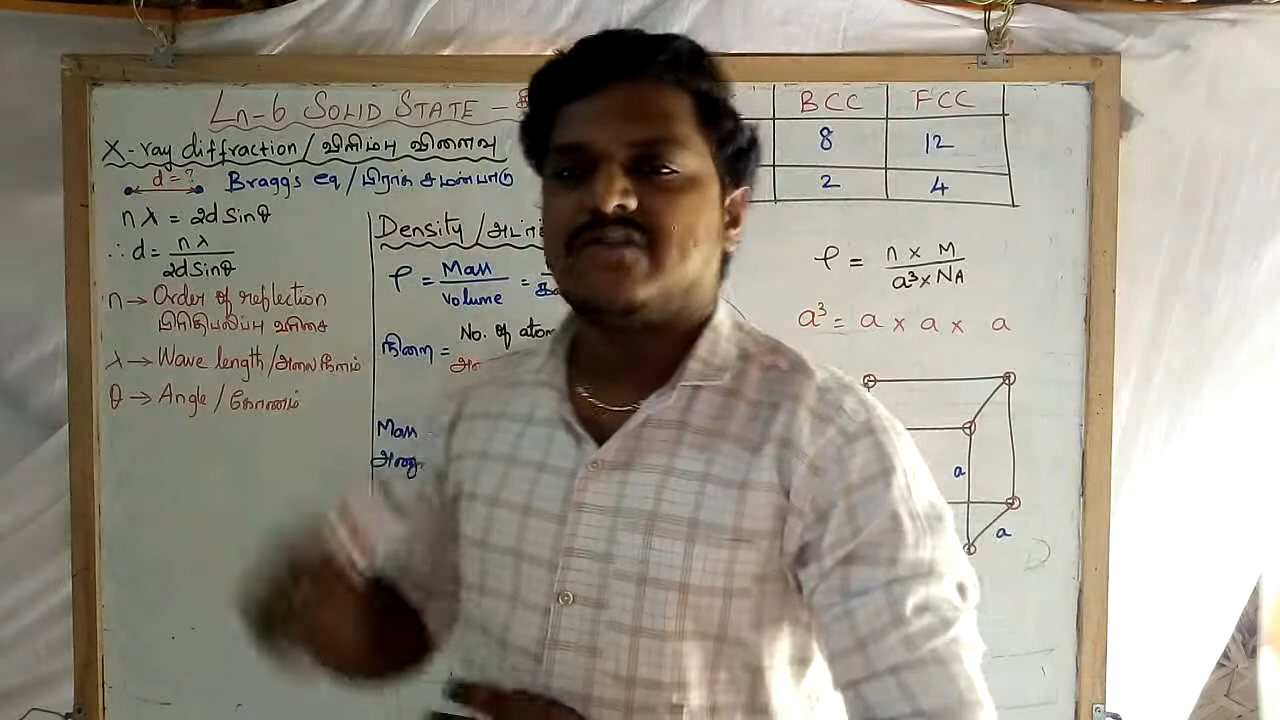 Ln-6 SOLID STATE -
X-ray diffraction / விளிம்பு விளைவு
d = ?
Bragg's eq / பிராக் சமன்பாடு
nλ = 2d sinθ
∴ d = nλ / 2d sinθ
n → Order of reflection
பிரதிபலிப்பு வரிசை
λ → Wave length / அலை நீளம்
θ → Angle / கோணம்
Density /
ρ = Mass / Volume =
நிறை = No. of atom
Mass
அணு
BCC FCC
8 12
2 4
ρ = n × M / a³ × NA
a³ = a × a × a
a
a